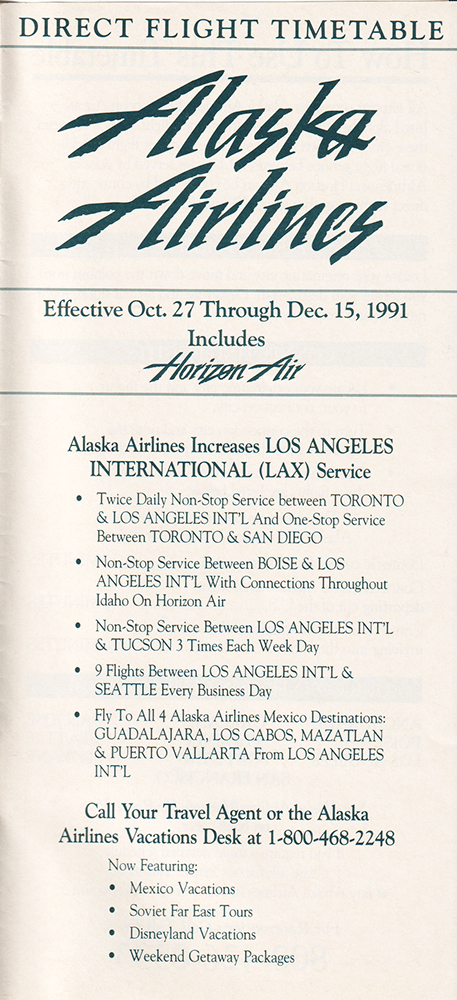 DIRECT FLIGHT TIMETABLE
Alaska
Airlines
Effective Oct. 27 Through Dec. 15, 1991
Includes
Horizon Air
Alaska Airlines Increases LOS ANGELES
INTERNATIONAL (LAX) Service
• Twice Daily Non-Stop Service between TORONTO
& LOS ANGELES INT'L And One-Stop Service
Between TORONTO & SAN DIEGO
• Non-Stop Service Between BOISE & LOS
ANGELES INT'L With Connections Throughout
Idaho On Horizon Air
• Non-Stop Service Between LOS ANGELES INT'L
& TUCSON 3 Times Each Week Day
• 9 Flights Between LOS ANGELES INT'L &
SEATTLE Every Business Day
• Fly To All 4 Alaska Airlines Mexico Destinations:
GUADALAJARA, LOS CABOS, MAZATLAN
& PUERTO VALLARTA From LOS ANGELES
INT'L
Call Your Travel Agent or the Alaska
Airlines Vacations Desk at 1-800-468-2248
Now Featuring:
• Mexico Vacations
• Soviet Far East Tours
• Disneyland Vacations
• Weekend Getaway Packages